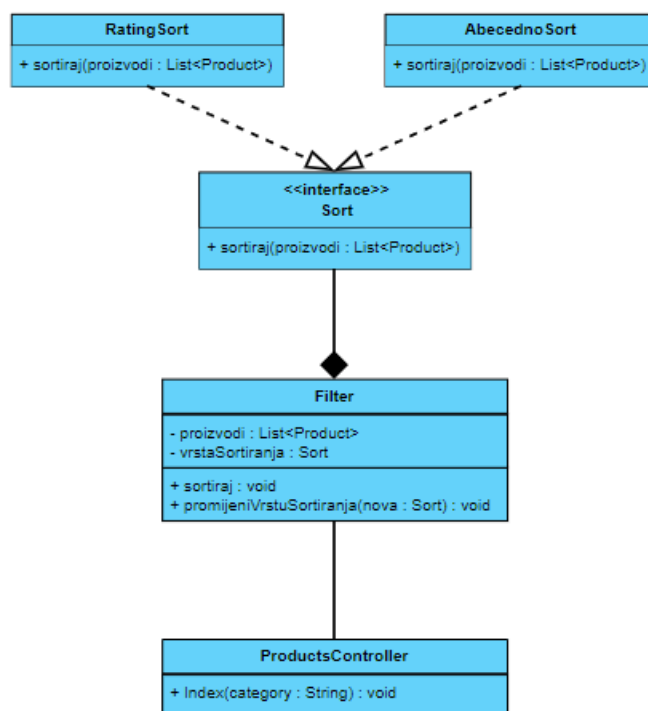 RatingSort
+ sortiraj(proizvodi : List<Product>)
AbecednoSort
+ sortiraj(proizvodi : List<Product>)
<<interface>>
Sort
+ sortiraj(proizvodi : List<Product>)
Filter
- proizvodi : List<Product>
- vrstaSortiranja : Sort
+ sortiraj : void
+ promijeniVrstuSortiranja(nova : Sort) : void
ProductsController
+ Index(category : String) : void